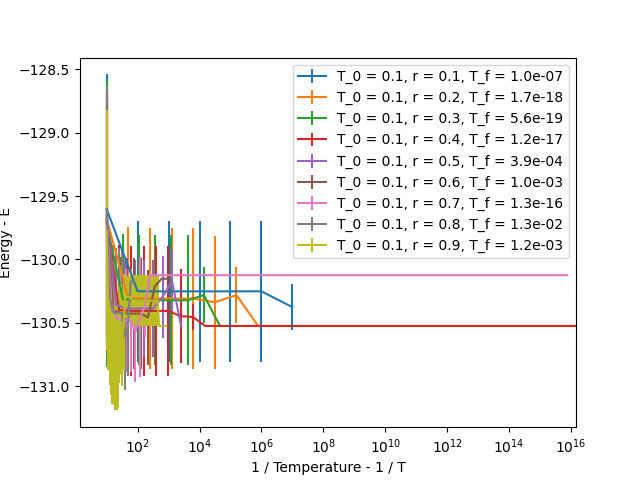 T_0 = 0.1, r = 0.1, T_f = 1.0e-07
T_0 = 0.1, r = 0.2, T_f = 1.7e-18
T_0 = 0.1, r = 0.3, T_f = 5.6e-19
T_0 = 0.1, r = 0.4, T_f = 1.2e-17
T_0 = 0.1, r = 0.5, T_f = 3.9e-04
T_0 = 0.1, r = 0.6, T_f = 1.0e-03
T_0 = 0.1, r = 0.7, T_f = 1.3e-16
T_0 = 0.1, r = 0.8, T_f = 1.3e-02
T_0 = 0.1, r = 0.9, T_f = 1.2e-03
−128.5
−129.0
−129.5
−130.0
−130.5
−131.0
Energy - E
10² 10⁴ 10⁶ 10⁸ 10¹⁰ 10¹² 10¹⁴ 10¹⁶
1 / Temperature - 1 / T